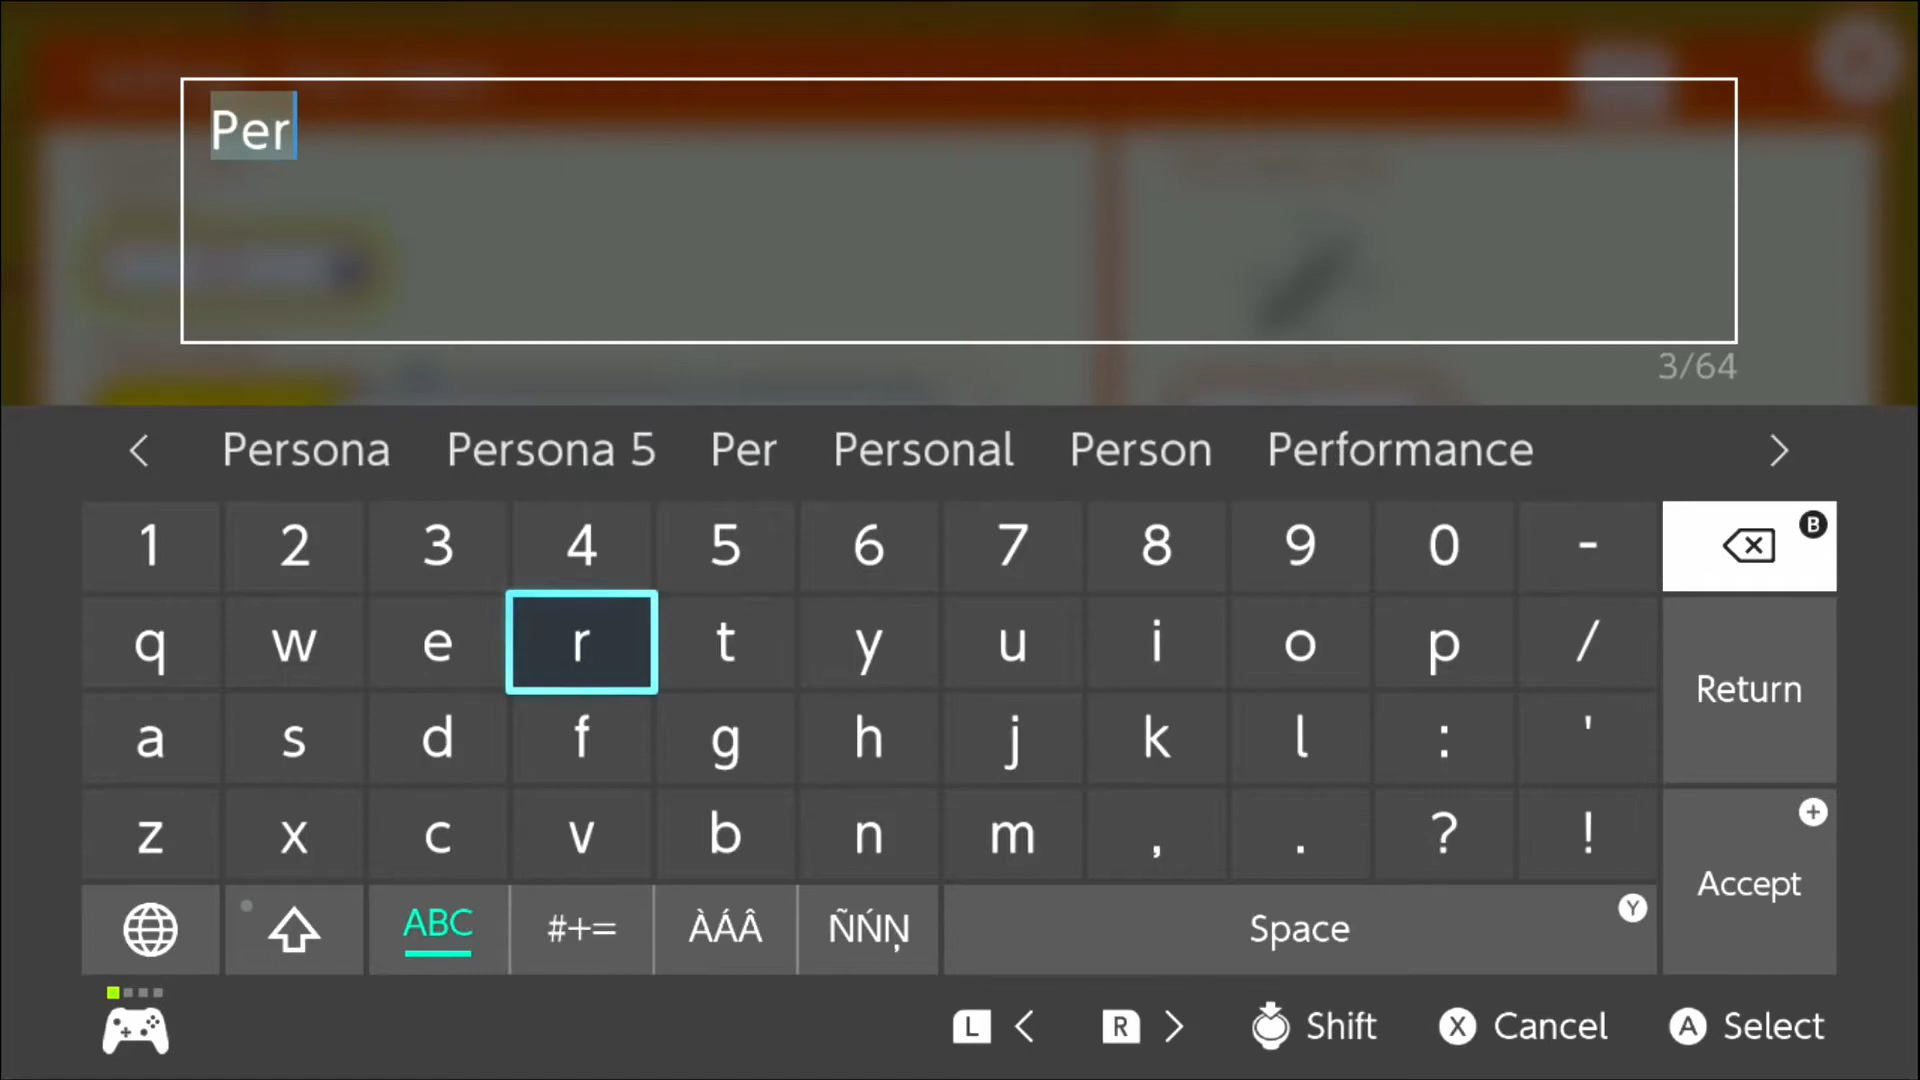 Per
3/64
< Persona Persona 5 Per Personal Person Performance >
1 2 3 4 5 6 7 8 9 0 - B
q w e r t y u i o p /
Return
a s d f g h j k l : '
z x c v b n m , . ? ! +
Accept
ABC #+= ÀÁÂ ÑŃŅ Space Y
L < R > Shift X Cancel A Select